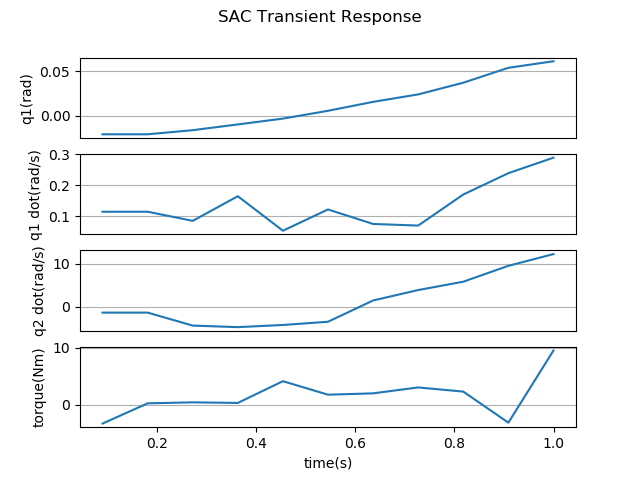 SAC Transient Response
q1(rad)
0.05
0.00
q1 dot(rad/s)
0.3
0.2
0.1
q2 dot(rad/s)
10
0
torque(Nm)
10
0
0.2 0.4 0.6 0.8 1.0
time(s)